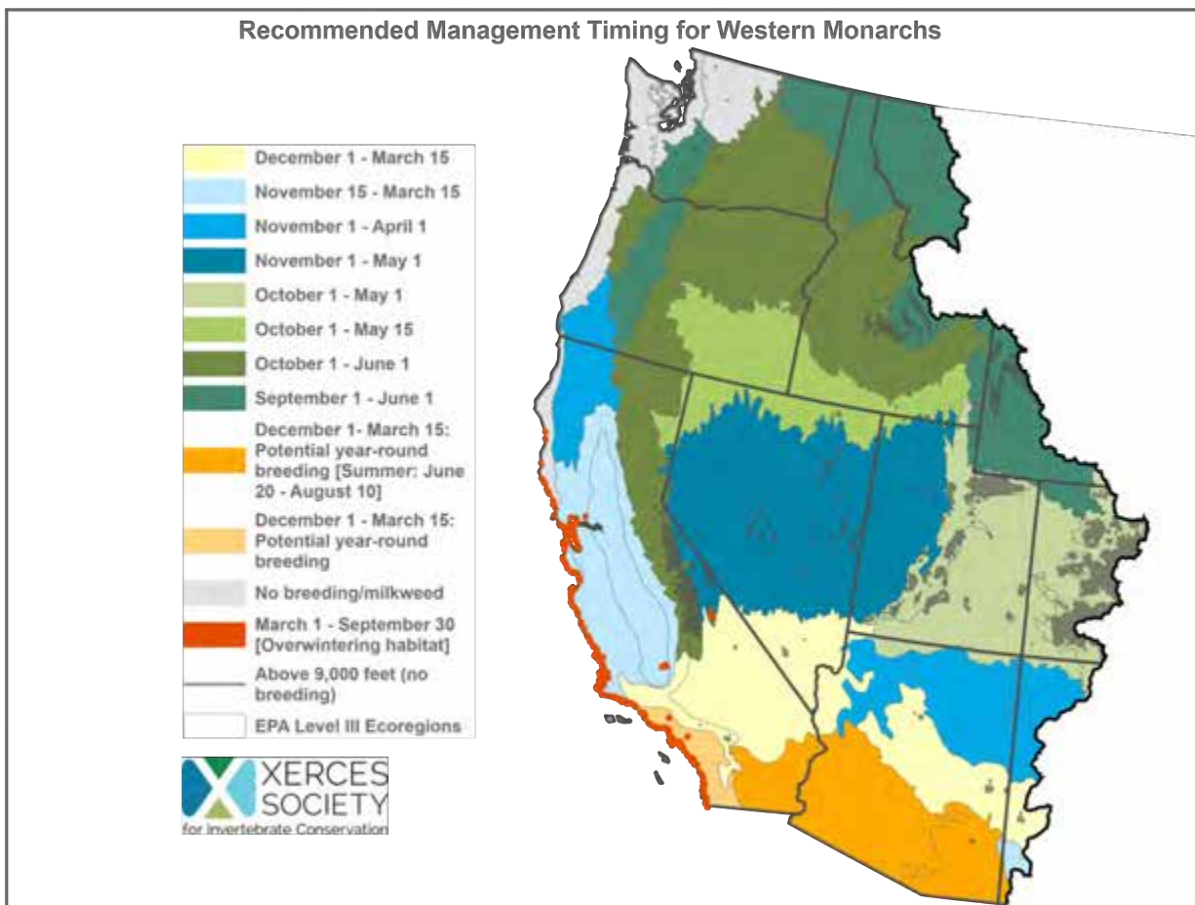 Recommended Management Timing for Western Monarchs
December 1 - March 15
November 15 - March 15
November 1 - April 1
November 1 - May 1
October 1 - May 1
October 1 - May 15
October 1 - June 1
September 1 - June 1
December 1- March 15:
Potential year-round
breeding [Summer: June
20 - August 10]
December 1 - March 15:
Potential year-round
breeding
No breeding/milkweed
March 1 - September 30
[Overwintering habitat]
Above 9,000 feet (no
breeding)
EPA Level III Ecoregions
XERCES
SOCIETY
for Invertebrate Conservation